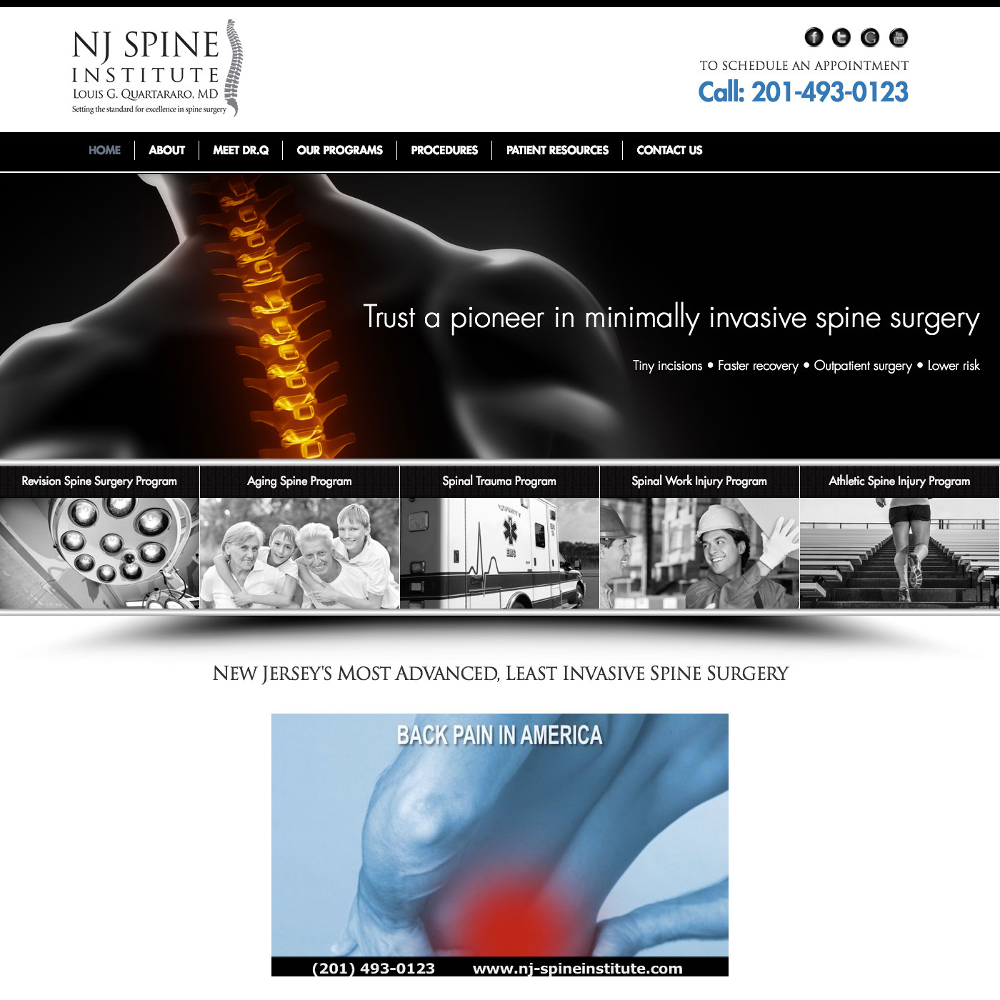 NJ SPINE
INSTITUTE
LOUIS G. QUARTARARO, MD
Setting the standard for excellence in spine surgery
TO SCHEDULE AN APPOINTMENT
Call: 201-493-0123
HOME
ABOUT
MEET DR.Q
OUR PROGRAMS
PROCEDURES
PATIENT RESOURCES
CONTACT US
Trust a pioneer in minimally invasive spine surgery
Tiny incisions • Faster recovery • Outpatient surgery • Lower risk
Revision Spine Surgery Program
Aging Spine Program
Spinal Trauma Program
Spinal Work Injury Program
Athletic Spine Injury Program
COUNTY
EMS
NEW JERSEY'S MOST ADVANCED, LEAST INVASIVE SPINE SURGERY
BACK PAIN IN AMERICA
(201) 493-0123 www.nj-spineinstitute.com